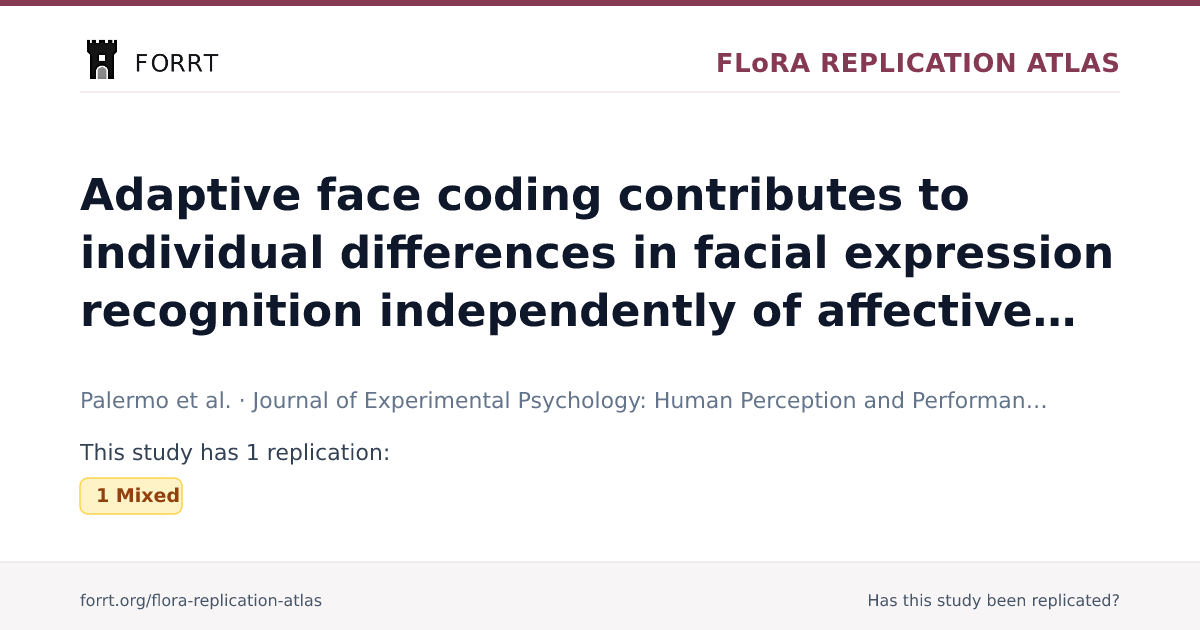 FORRT
FLoRA REPLICATION ATLAS
Adaptive face coding contributes to
individual differences in facial expression
recognition independently of affective…
Palermo et al. · Journal of Experimental Psychology: Human Perception and Performan…
This study has 1 replication:
1 Mixed
forrt.org/flora-replication-atlas
Has this study been replicated?